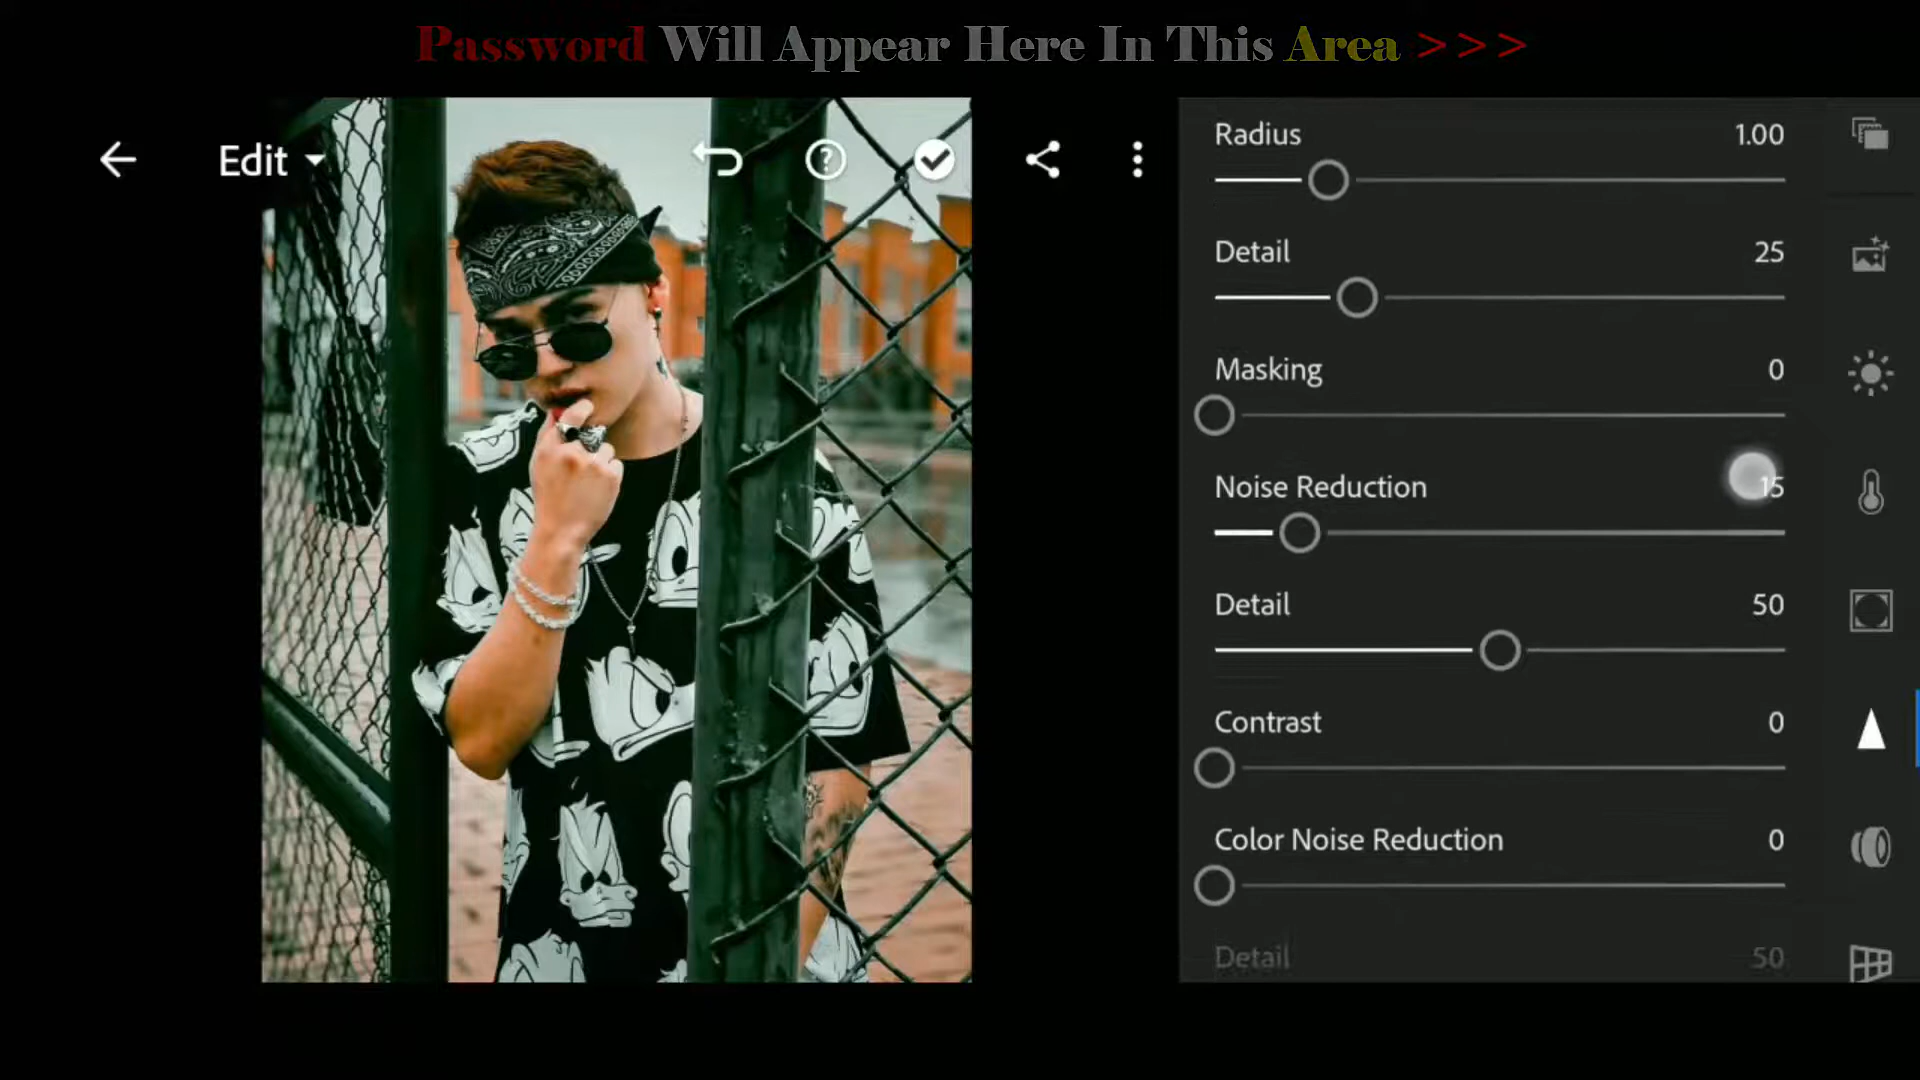 Password Will Appear Here In This Area >>>
Edit
Radius 1.00
Detail 25
Masking 0
Noise Reduction 15
Detail 50
Contrast 0
Color Noise Reduction 0
Detail 50